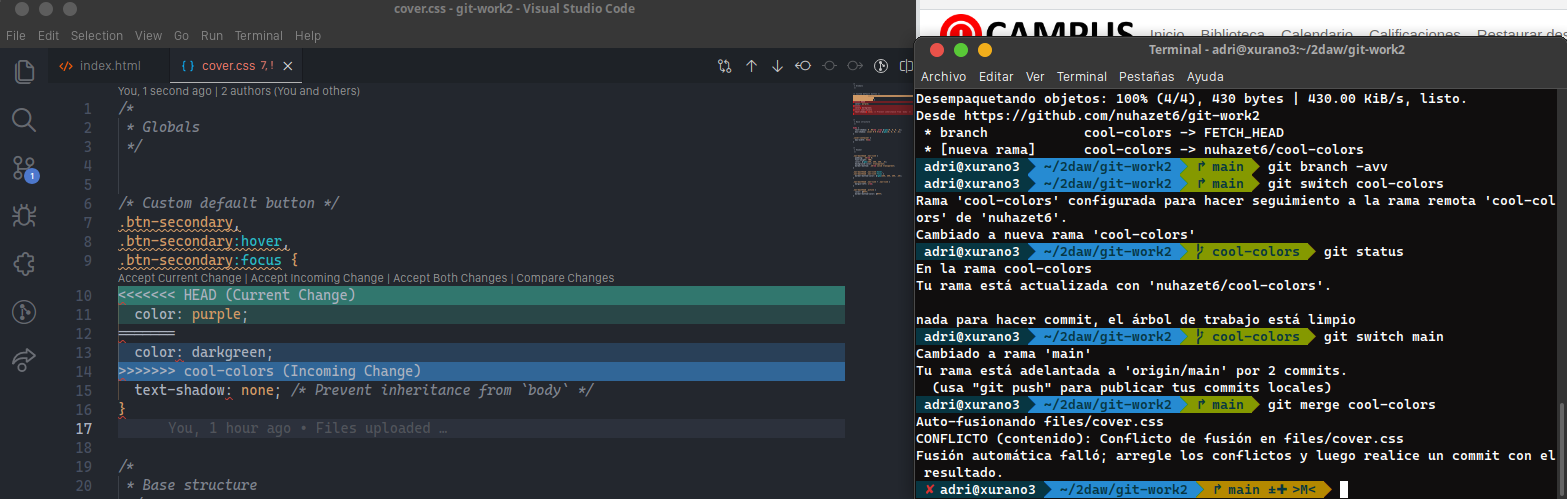 cover.css - git-work2 - Visual Studio Code
File Edit Selection View Go Run Terminal Help
index.html
cover.css 7, !
You, 1 second ago | 2 authors (You and others)
1 /*
2 * Globals
3 */
4
5
6 /* Custom default button */
7 .btn-secondary,
8 .btn-secondary:hover,
9 .btn-secondary:focus {
Accept Current Change | Accept Incoming Change | Accept Both Changes | Compare Changes
10 <<<<<<< HEAD (Current Change)
11 color: purple;
12 =======
13 color: darkgreen;
14 >>>>>>> cool-colors (Incoming Change)
15 text-shadow: none; /* Prevent inheritance from `body` */
16 }
17 You, 1 hour ago • Files uploaded …
18
19 /*
20 * Base structure
1
CAMPUS
Inicio Biblioteca Calendario Calificaciones Restaurar des
Terminal - adri@xurano3:~/2daw/git-work2
Archivo Editar Ver Terminal Pestañas Ayuda
Desempaquetando objetos: 100% (4/4), 430 bytes | 430.00 KiB/s, listo.
Desde https://github.com/nuhazet6/git-work2
* branch cool-colors -> FETCH_HEAD
* [nueva rama] cool-colors -> nuhazet6/cool-colors
adri@xurano3 ~/2daw/git-work2 main git branch -avv
adri@xurano3 ~/2daw/git-work2 main git switch cool-colors
Rama 'cool-colors' configurada para hacer seguimiento a la rama remota 'cool-col
ors' de 'nuhazet6'.
Cambiado a nueva rama 'cool-colors'
adri@xurano3 ~/2daw/git-work2 cool-colors git status
En la rama cool-colors
Tu rama está actualizada con 'nuhazet6/cool-colors'.
nada para hacer commit, el árbol de trabajo está limpio
adri@xurano3 ~/2daw/git-work2 cool-colors git switch main
Cambiado a rama 'main'
Tu rama está adelantada a 'origin/main' por 2 commits.
(usa "git push" para publicar tus commits locales)
adri@xurano3 ~/2daw/git-work2 main git merge cool-colors
Auto-fusionando files/cover.css
CONFLICTO (contenido): Conflicto de fusión en files/cover.css
Fusión automática falló; arregle los conflictos y luego realice un commit con el
resultado.
✘ adri@xurano3 ~/2daw/git-work2 main ±✚ >M<